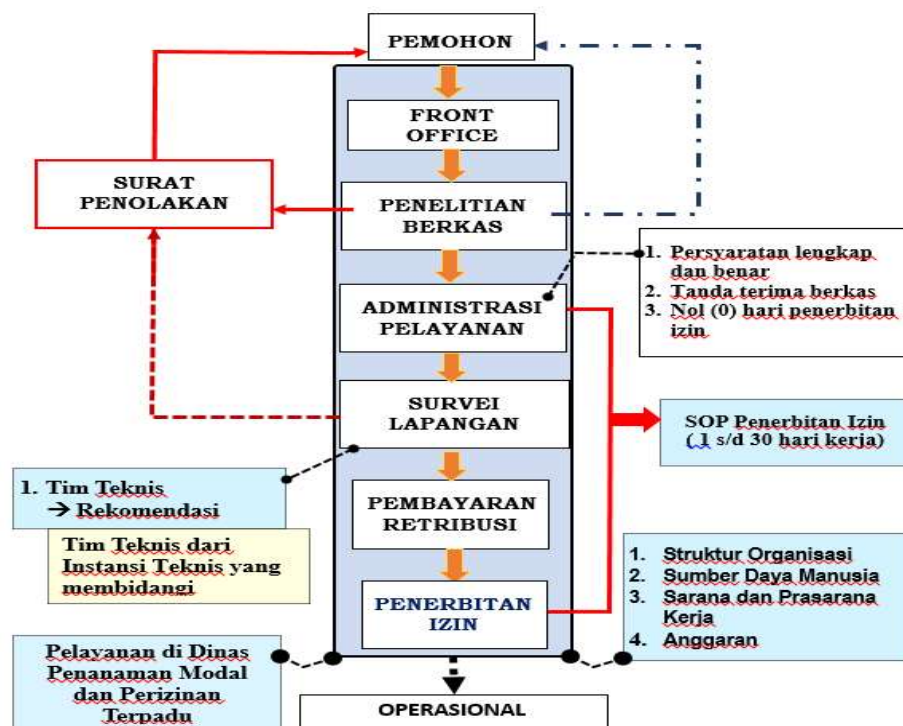 PEMOHON
FRONT
OFFICE
SURAT
PENOLAKAN
PENELITIAN
BERKAS
1. Persyaratan lengkap
dan benar
2. Tanda terima berkas
3. Nol (0) hari penerbitan
izin
ADMINISTRASI
PELAYANAN
SURVEI
LAPANGAN
SOP Penerbitan Izin
( 1 s/d 30 hari kerja)
1. Tim Teknis
→ Rekomendasi
Tim Teknis dari
Instansi Teknis yang
membidangi
PEMBAYARAN
RETRIBUSI
1. Struktur Organisasi
2. Sumber Daya Manusia
3. Sarana dan Prasarana
Kerja
4. Anggaran
PENERBITAN
IZIN
Pelayanan di Dinas
Penanaman Modal
dan Perizinan
Terpadu
OPERASIONAL